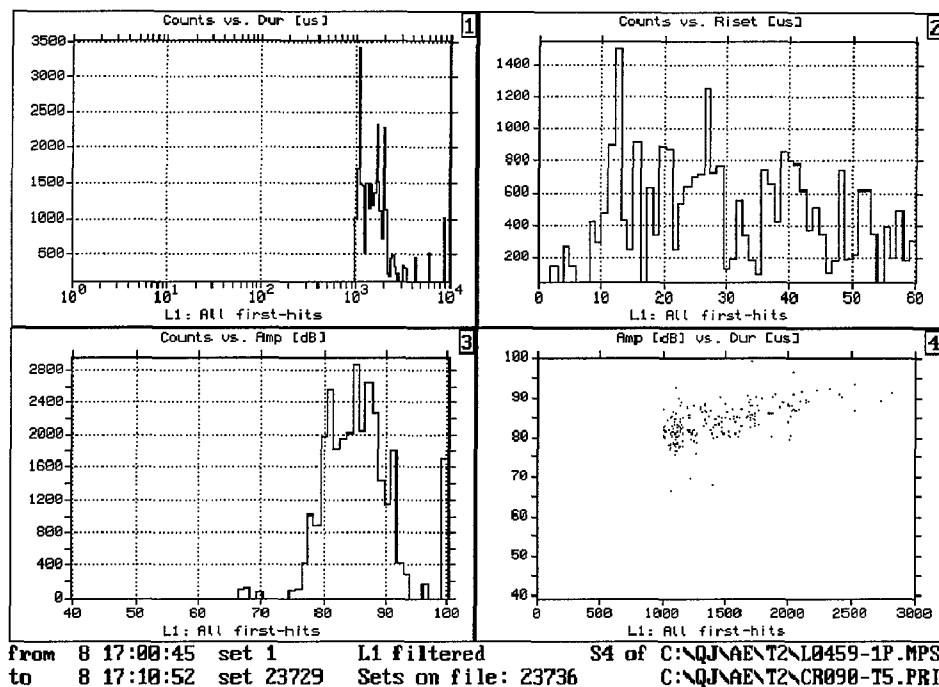 Counts vs. Dur [us]
1
3500
3000
2500
2000
1500
1000
500
10^0 10^1 10^2 10^3 10^4
L1: All first-hits
Counts vs. Riset [us]
2
1400
1200
1000
800
600
400
200
0 10 20 30 40 50 60
L1: All first-hits
Counts vs. Amp [dB]
3
2800
2400
2000
1600
1200
800
400
0
40 50 60 70 80 90 100
L1: All first-hits
Amp [dB] vs. Dur [us]
4
100
90
80
70
60
50
40
0 500 1000 1500 2000 2500 3000
L1: All first-hits
from 8 17:00:45 set 1 L1 filtered S4 of C:\QJ\AE\T2\L0459-1P.MPS
to 8 17:10:52 set 23729 Sets on file: 23736 C:\QJ\AE\T2\CR090-T5.PRI